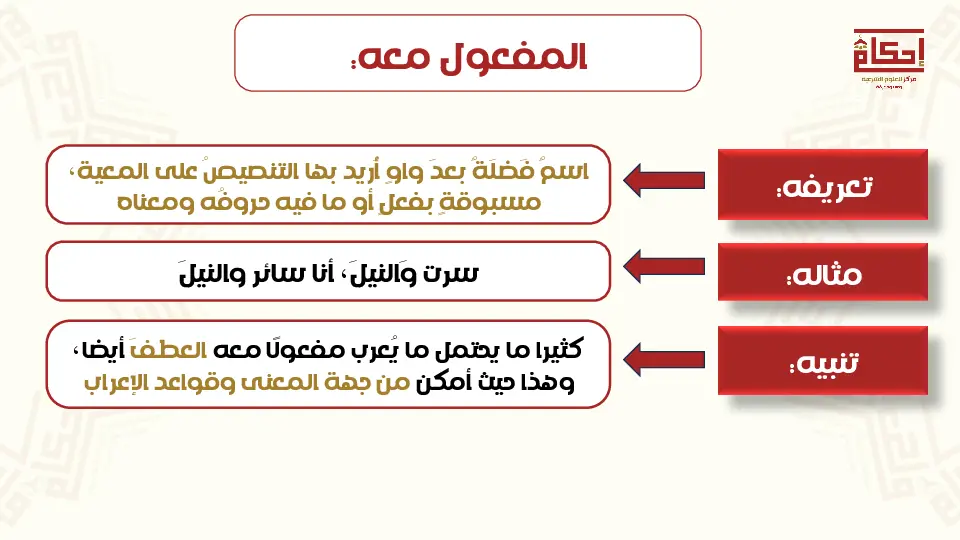 المفعول معه:
إحكام
مركز للعلوم الشرعية
تعريفه:
اسمُ فَضلَةٌ بعدَ واوٍ أُريد بها التنصيصُ على المعية،
مسبوقةٍ بفعلٍ أو ما فيه حروفُه ومعناه
مثاله:
سرت وَالنيلَ، أنا سائر والنيلَ
تنبيه:
كثيرا ما يحتمل ما يُعرب مفعولًا معه العطفَ أيضا،
وهذا حيث أمكن من جهة المعنى وقواعد الإعراب